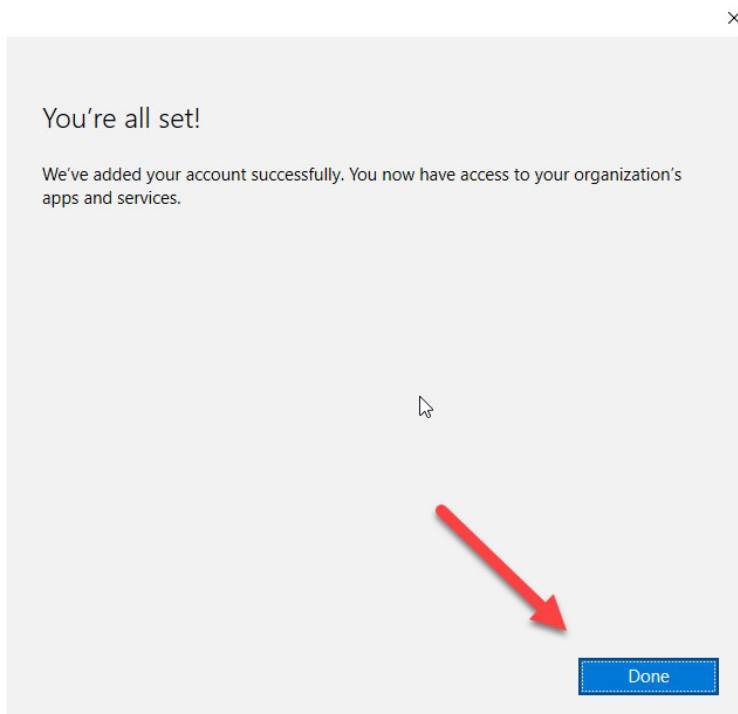 You’re all set!
We’ve added your account successfully. You now have access to your organization’s
apps and services.
Done